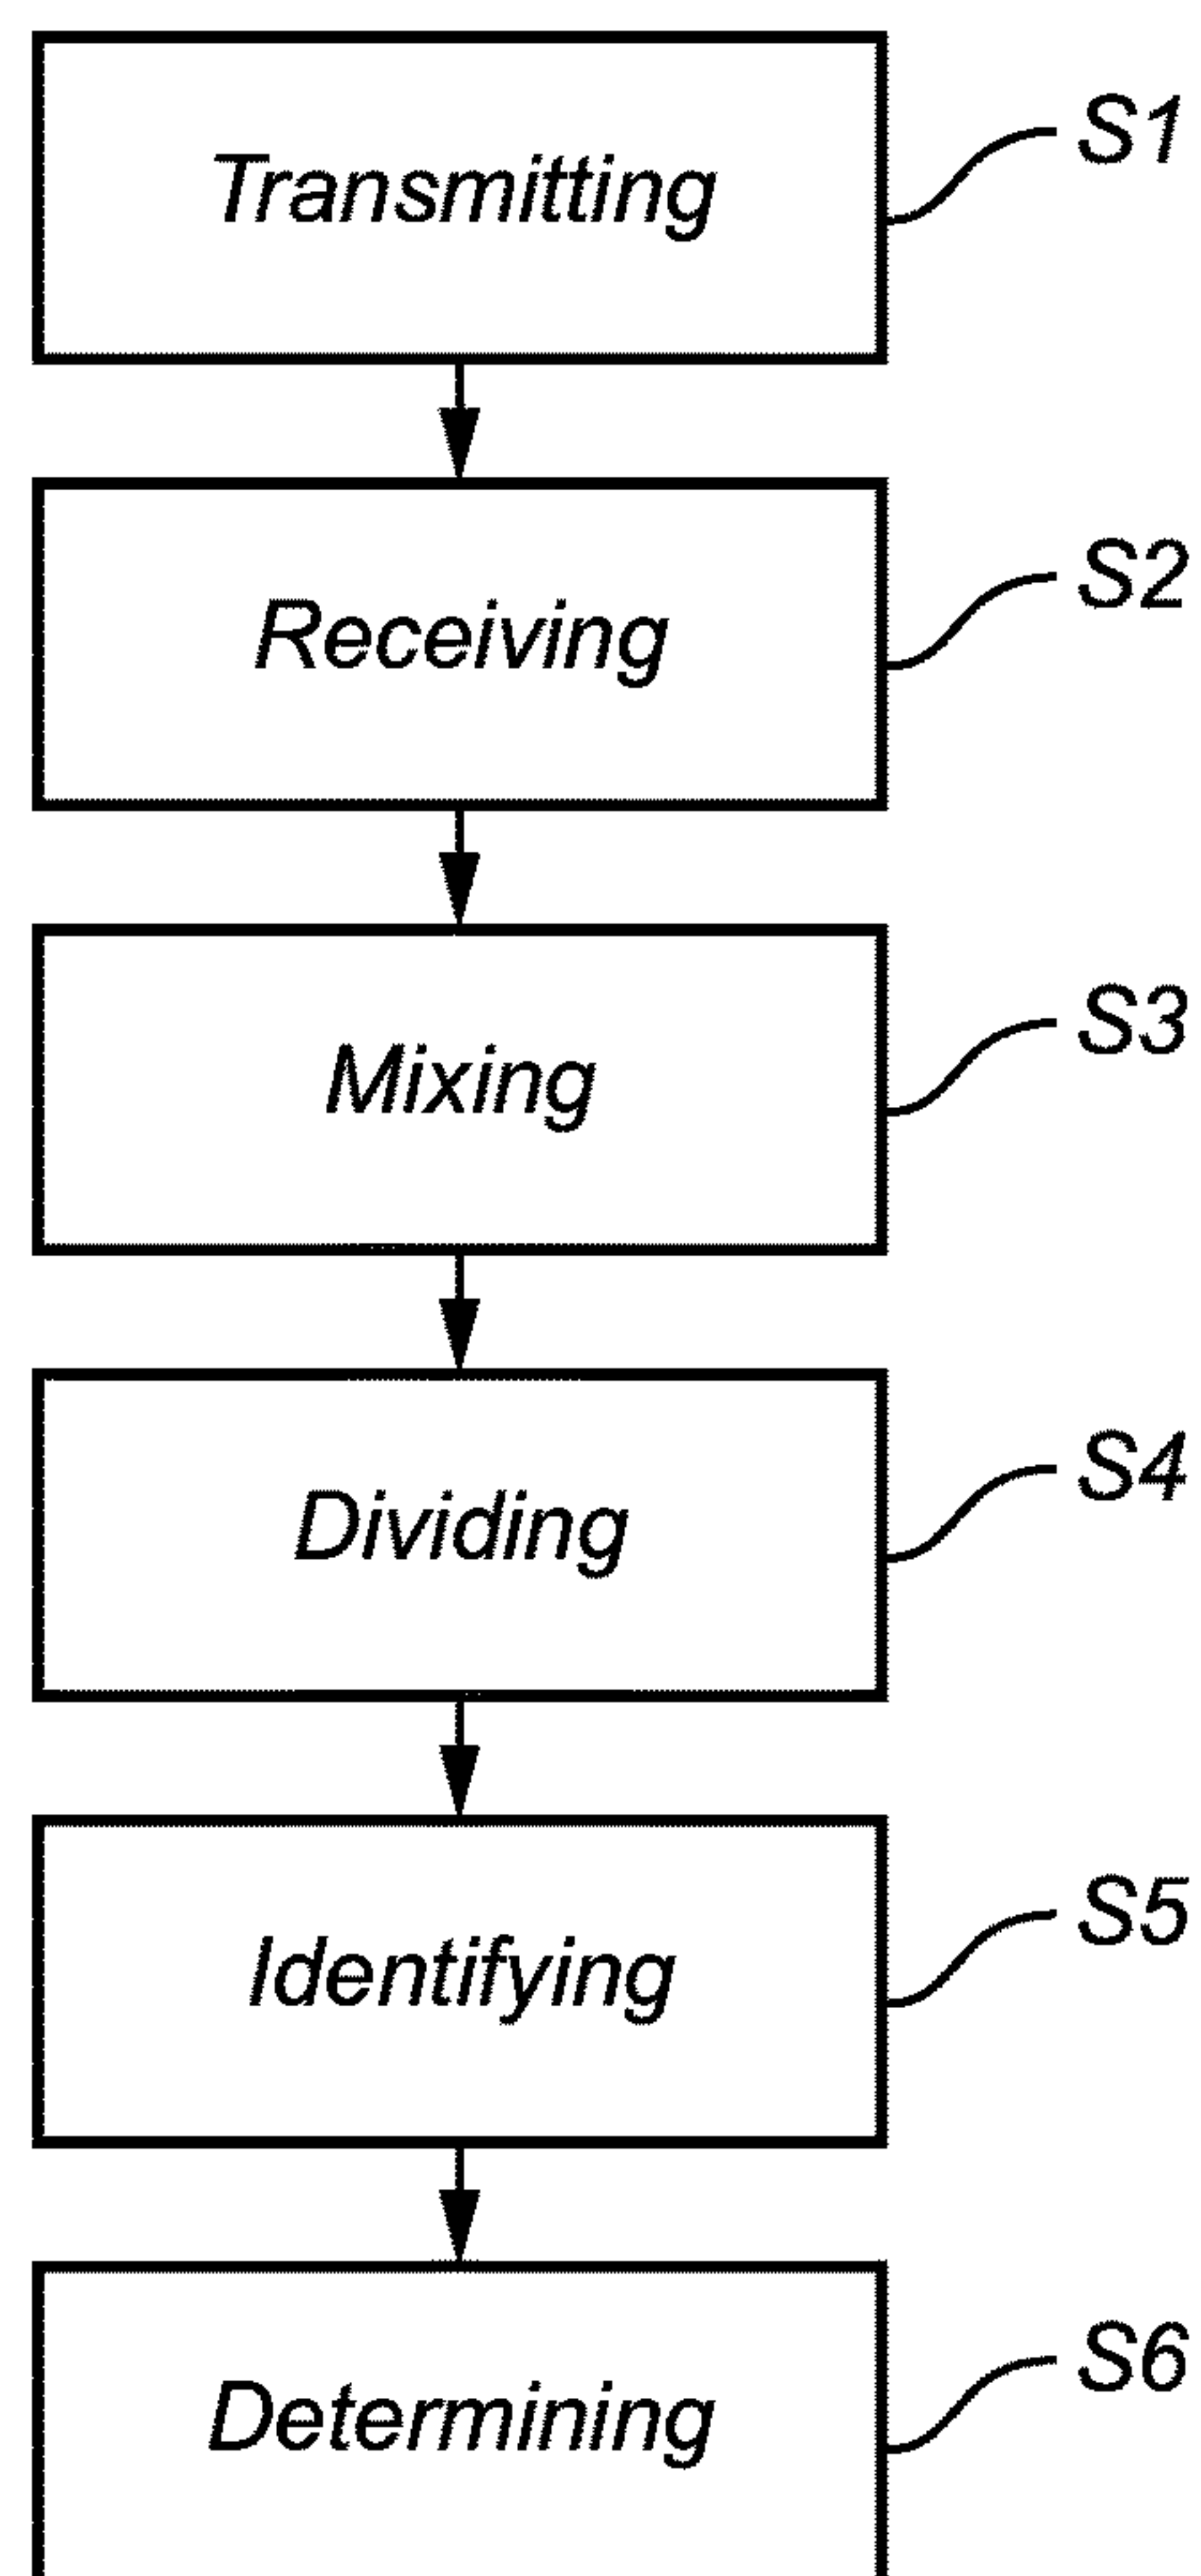 Transmitting S1
Receiving S2
Mixing S3
Dividing S4
Identifying S5
Determining S6